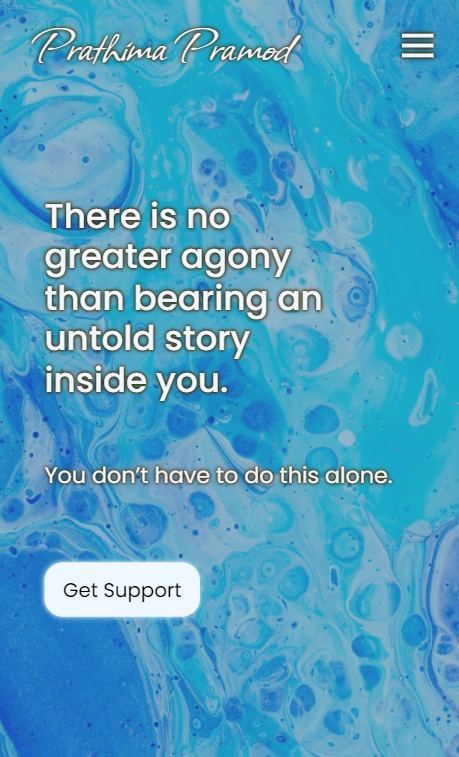 Prathima Pramod
There is no
greater agony
than bearing an
untold story
inside you.
You don’t have to do this alone.
Get Support